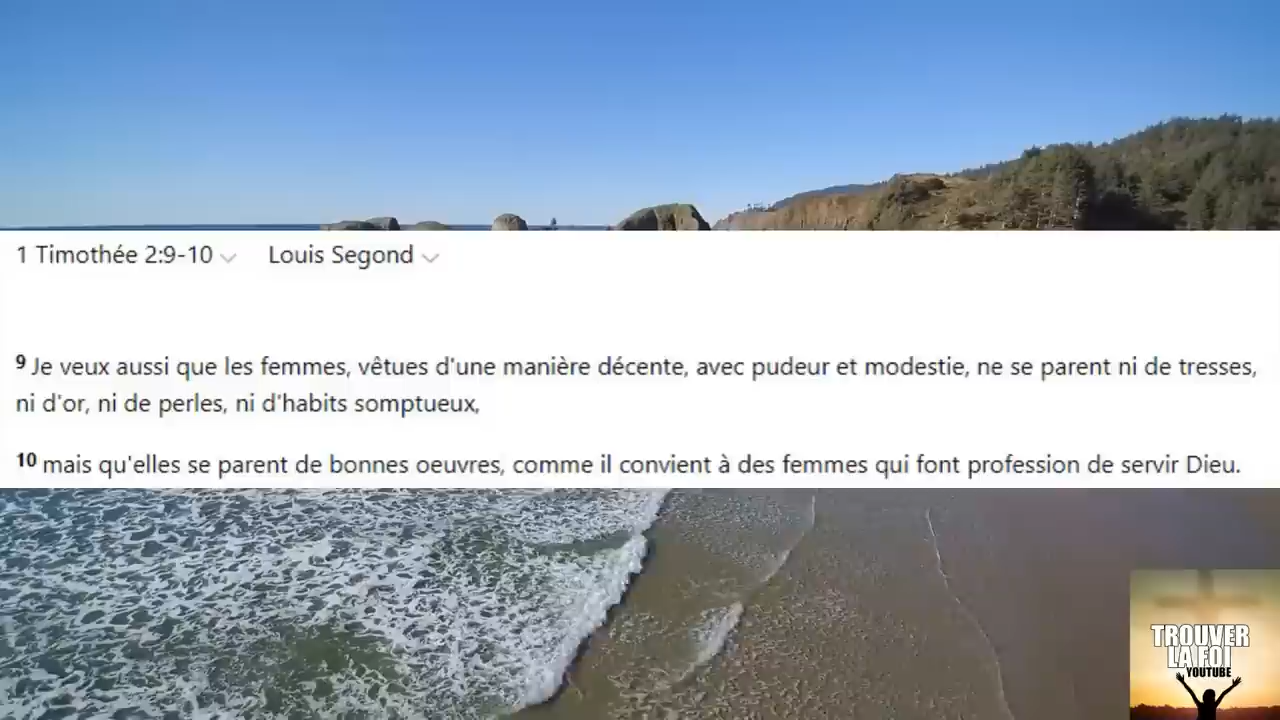 1 Timothée 2:9-10 Louis Segond
9 Je veux aussi que les femmes, vêtues d'une manière décente, avec pudeur et modestie, ne se parent ni de tresses,
ni d'or, ni de perles, ni d'habits somptueux,
10 mais qu'elles se parent de bonnes oeuvres, comme il convient à des femmes qui font profession de servir Dieu.
TROUVER
LA FOI
YOUTUBE